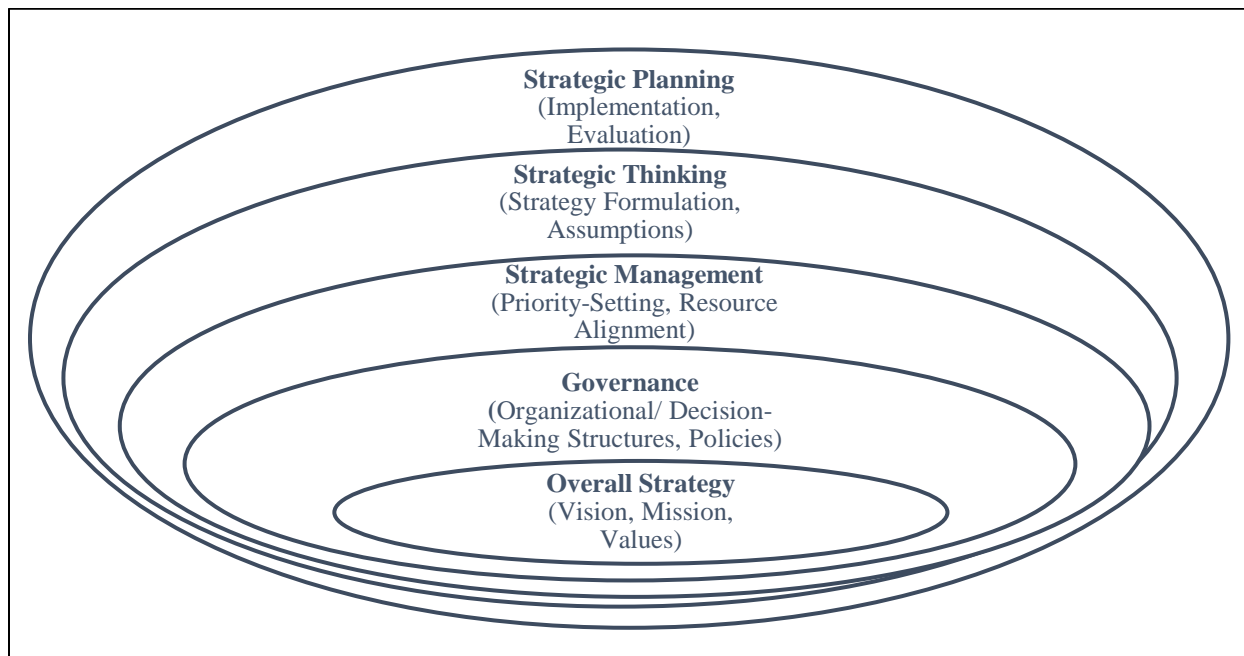 Strategic Planning
(Implementation,
Evaluation)
Strategic Thinking
(Strategy Formulation,
Assumptions)
Strategic Management
(Priority-Setting, Resource
Alignment)
Governance
(Organizational/ Decision-
Making Structures, Policies)
Overall Strategy
(Vision, Mission,
Values)